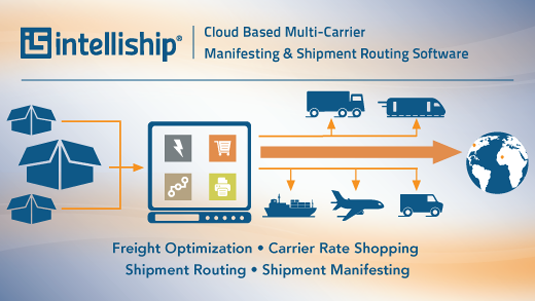 intelliship®
Cloud Based Multi-Carrier
Manifesting & Shipment Routing Software
Freight Optimization • Carrier Rate Shopping
Shipment Routing • Shipment Manifesting